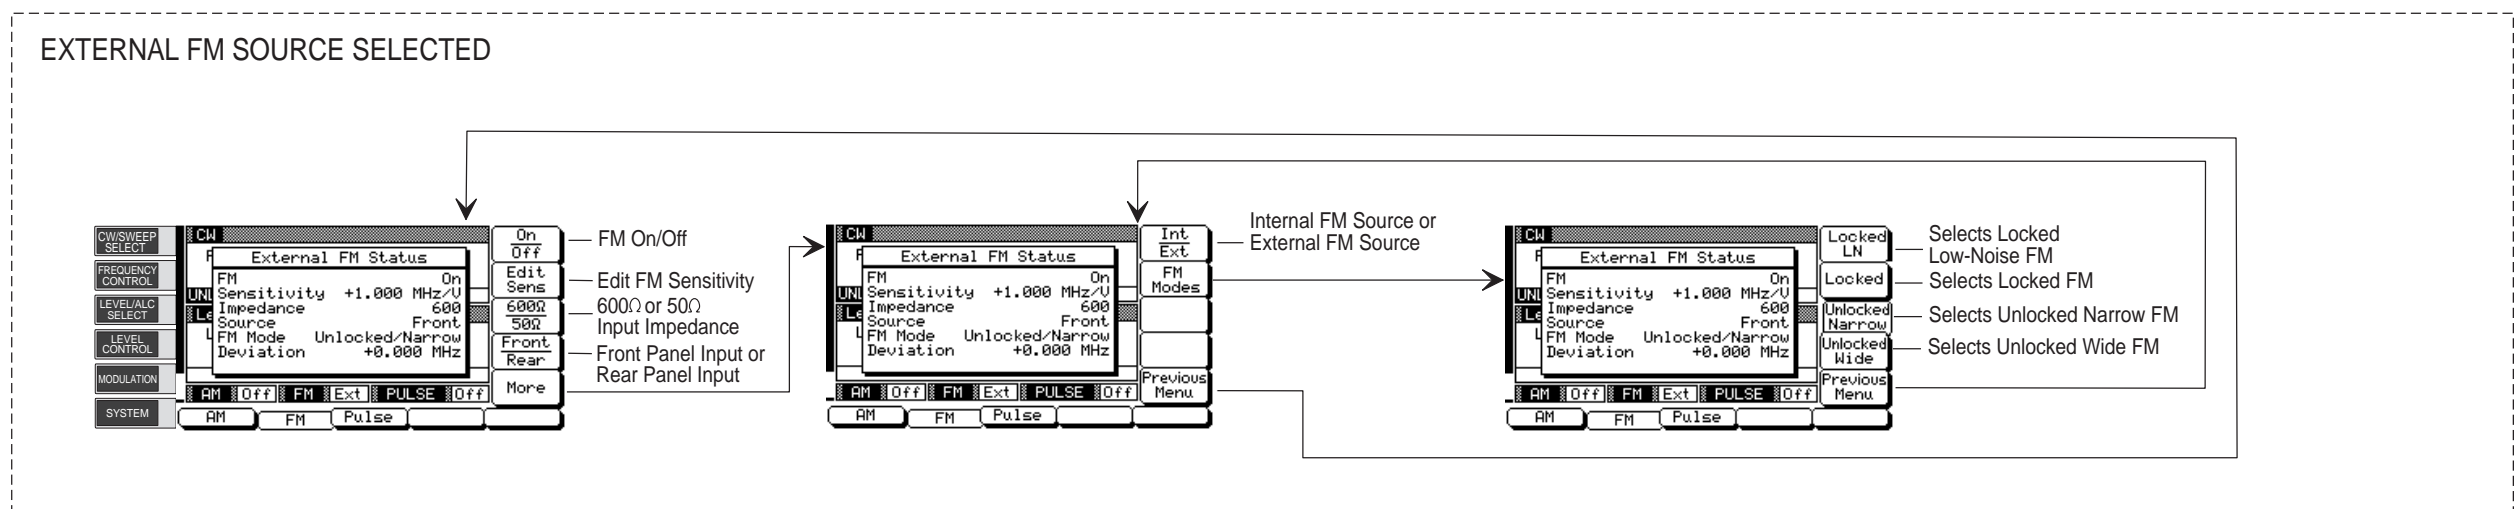 EXTERNAL FM SOURCE SELECTED
CW/SWEEP
SELECT
FREQUENCY
CONTROL
LEVEL/ALC
SELECT
LEVEL
CONTROL
MODULATION
SYSTEM
CW
External FM Status
FM On
Sensitivity +1.000 MHz/V
Impedance 600
Source Front
FM Mode Unlocked/Narrow
Deviation +0.000 MHz
AM Off FM Ext PULSE Off
AM FM Pulse
On
Off
Edit
Sens
600Ω
50Ω
Front
Rear
More
FM On/Off
Edit FM Sensitivity
600Ω or 50Ω
Input Impedance
Front Panel Input or
Rear Panel Input
CW
External FM Status
FM On
Sensitivity +1.000 MHz/V
Impedance 600
Source Front
FM Mode Unlocked/Narrow
Deviation +0.000 MHz
AM Off FM Ext PULSE Off
AM FM Pulse
Int
Ext
FM
Modes
Previous
Menu
Internal FM Source or
External FM Source
CW
External FM Status
FM On
Sensitivity +1.000 MHz/V
Impedance 600
Source Front
FM Mode Unlocked/Narrow
Deviation +0.000 MHz
AM Off FM Ext PULSE Off
AM FM Pulse
Locked
LN
Locked
Unlocked
Narrow
Unlocked
Wide
Previous
Menu
Selects Locked
Low-Noise FM
Selects Locked FM
Selects Unlocked Narrow FM
Selects Unlocked Wide FM